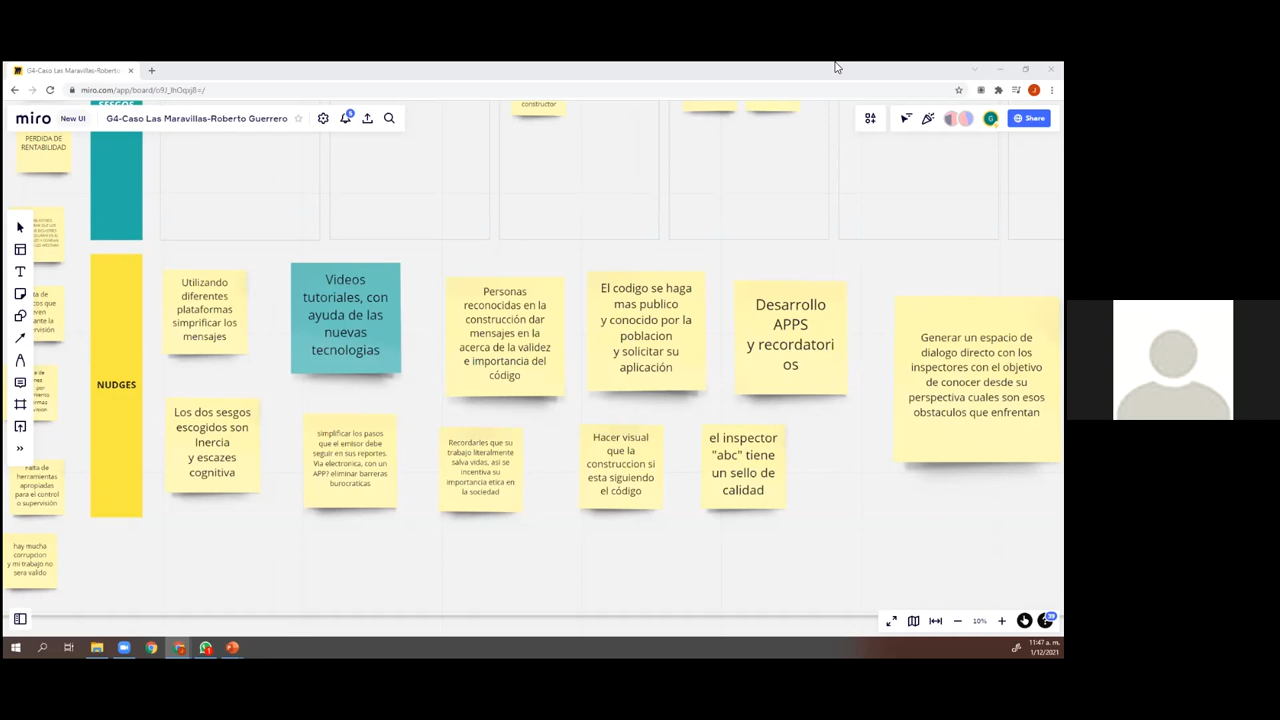 G4-Caso Las Maravillas-Roberto
miro.com/app/board/o9J_lhOqxj8=/
miro
New UI
G4-Caso Las Maravillas-Roberto Guerrero
Share
SESGOS
constructor
PERDIDA DE
RENTABILIDAD
NUDGES
Utilizando
diferentes
plataformas
simprificar los
mensajes
Videos
tutoriales, con
ayuda de las
nuevas
tecnologias
Personas
reconocidas en la
construcción dar
mensajes en la
acerca de la validez
e importancia del
código
El codigo se haga
mas publico
y conocido por la
poblacion
y solicitar su
aplicación
Desarrollo
APPS
y recordatori
os
Generar un espacio de
dialogo directo con los
inspectores con el objetivo
de conocer desde su
perspectiva cuales son esos
obstaculos que enfrentan
Los dos sesgos
escogidos son
Inercia
y escazes
cognitiva
simplificar los pasos
que el emisor debe
seguir en sus reportes.
Via electronica, con un
APP? eliminar barreras
burocraticas
Recordarles que su
trabajo literalmente
salva vidas, asi se
incentiva su
importancia etica en
la sociedad
Hacer visual
que la
construccion si
esta siguiendo
el código
el inspector
"abc" tiene
un sello de
calidad
Falta de
herramientas
apropiadas
para el control
o supervisión
hay mucha
corrupcion
y mi trabajo no
sera valido
10%
11:47 a. m.
1/12/2021